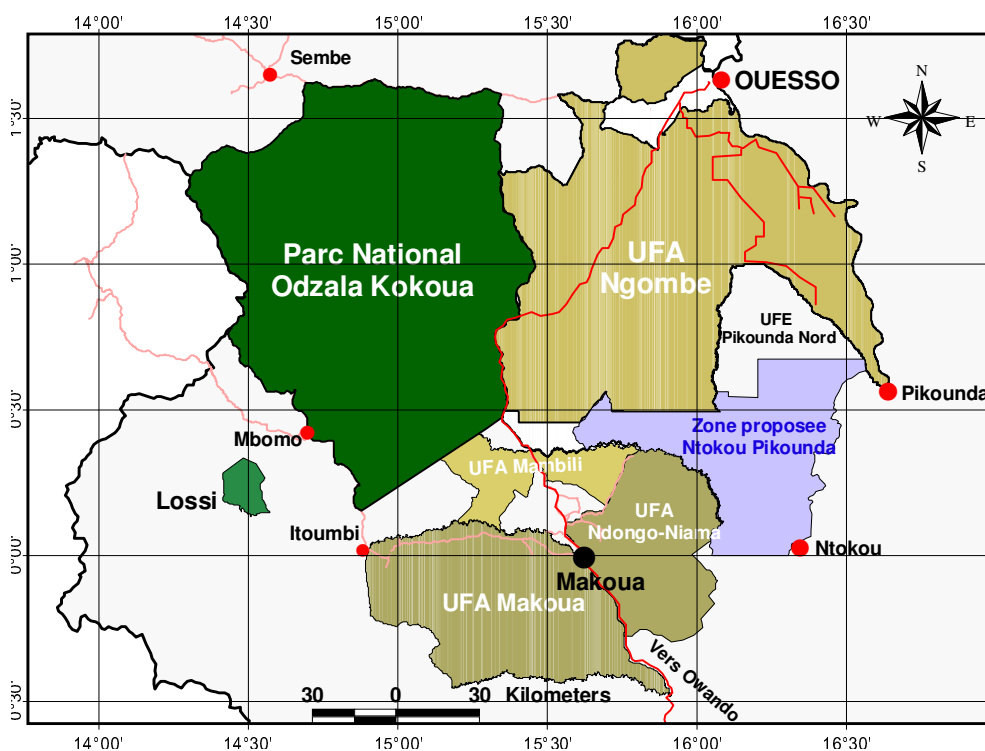 14°00' 14°30' 15°00' 15°30' 16°00' 16°30'
Sembe
OUESSO
N
W E
S
1°30'
Parc National
Odzala Kokoua
UFA
Ngombe
1°00'
UFE
Pikounda Nord
Pikounda
0°30'
Mbomo
Zone proposee
Ntokou Pikounda
UFA Mambili
Lossi
UFA
Ndongo-Niama
Itoumbi
Ntokou
0°00'
Makoua
UFA Makoua
Vers Owando
30 0 30 Kilometers
0°30'
14°00' 14°30' 15°00' 15°30' 16°00' 16°30'